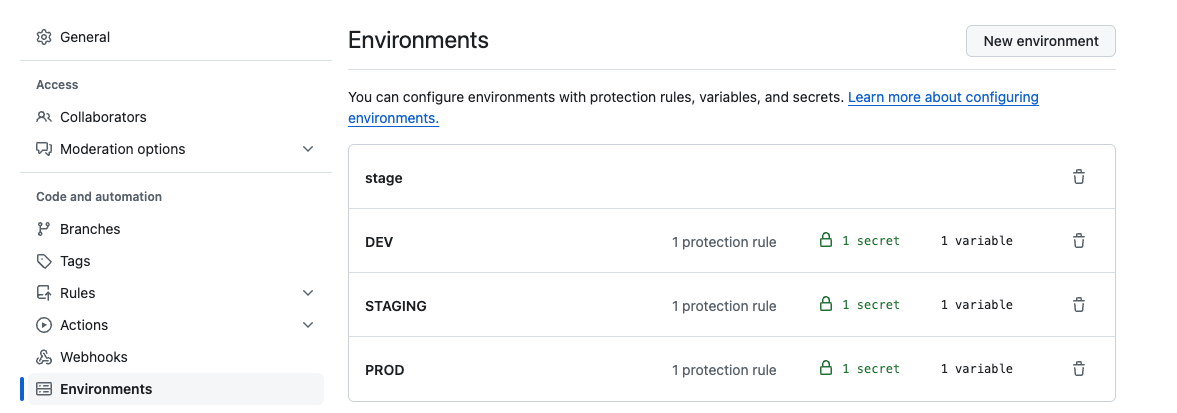 General
Access
Collaborators
Moderation options
Code and automation
Branches
Tags
Rules
Actions
Webhooks
Environments
Environments
New environment
You can configure environments with protection rules, variables, and secrets. Learn more about configuring
environments.
stage
DEV 1 protection rule 1 secret 1 variable
STAGING 1 protection rule 1 secret 1 variable
PROD 1 protection rule 1 secret 1 variable